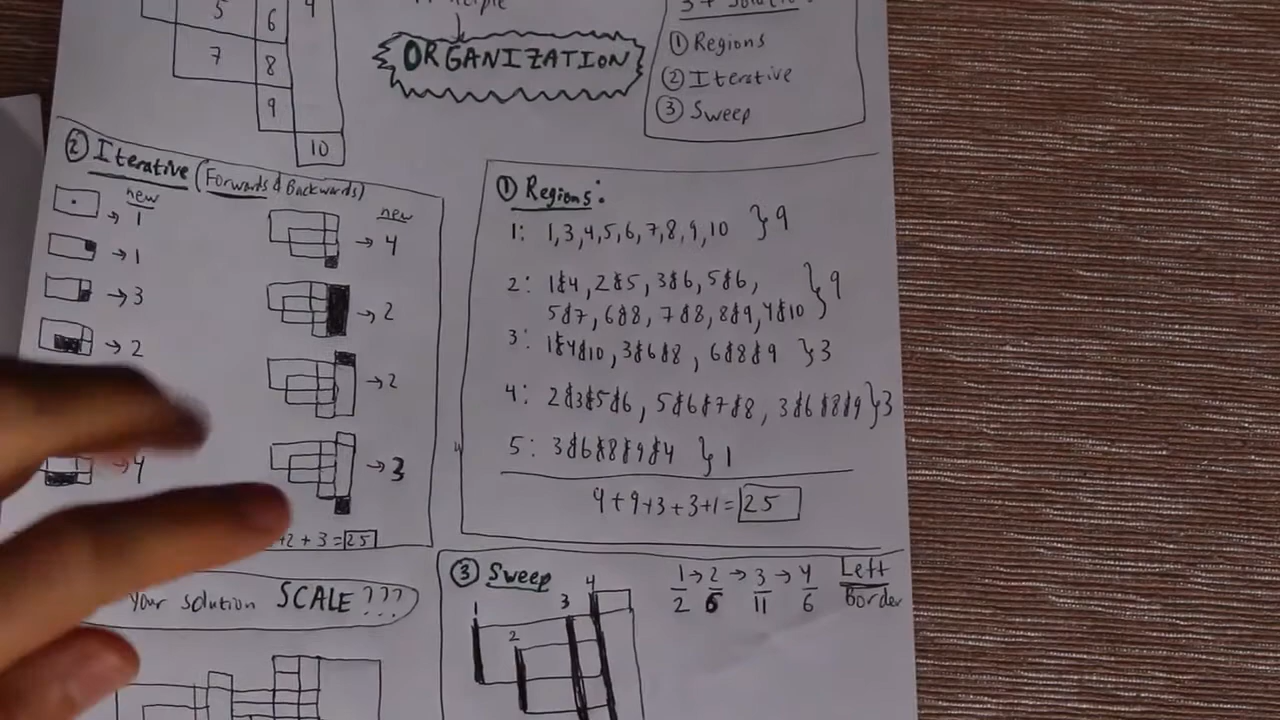 5
6
4
7
8
9
10
ORGANIZATION
① Regions
② Iterative
③ Sweep
② Iterative (Forwards & Backwards)
new
→ 1
→ 1
→ 3
→ 2
→ 4
new
→ 4
→ 2
→ 2
→ 3
+2 + 3 = 25
① Regions:
1: 1,3,4,5,6,7,8,9,10 } 9
2: 1&4, 2&5, 3&6, 5&6,
5&7, 6&8, 7&8, 8&9, 4&10 } 9
3: 1&4&10, 3&6&8, 6&8&9 } 3
4: 2&3&5&6, 5&6&7&8, 3&6&8&9 } 3
5: 3&6&8&9&4 } 1
9+9+3+3+1= 25
your solution SCALE???
③ Sweep
1
2
3
4
1 → 2 → 3 → 4 Left
2 6 11 6 Border